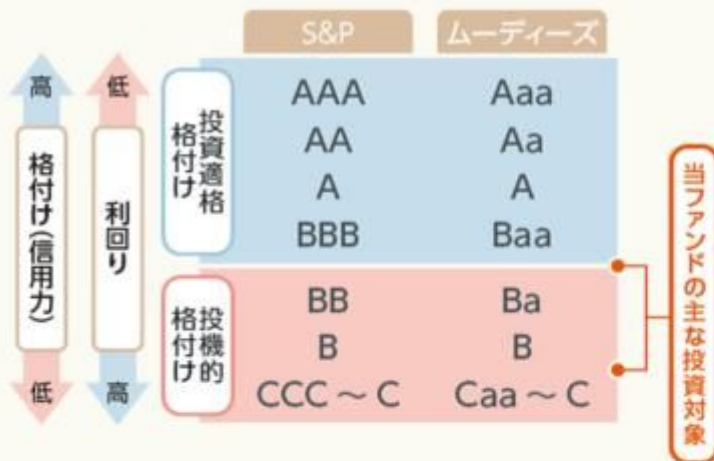 S&P ムーディーズ
高
格付け(信用力)
低
低
利回り
高
投資適格
格付け
AAA Aaa
AA Aa
A A
BBB Baa
投機的
格付け
BB Ba
B B
CCC ～ C Caa ～ C
当ファンドの主な投資対象